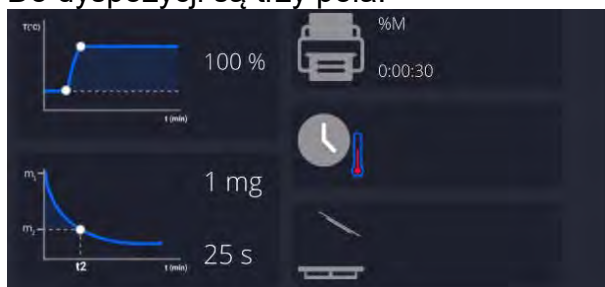 Do dyspozycji są trzy pola:
T(°C)
100 %
t (min)
%M
0:00:30
m₁
1 mg
m₂
t2
t (min)
25 s